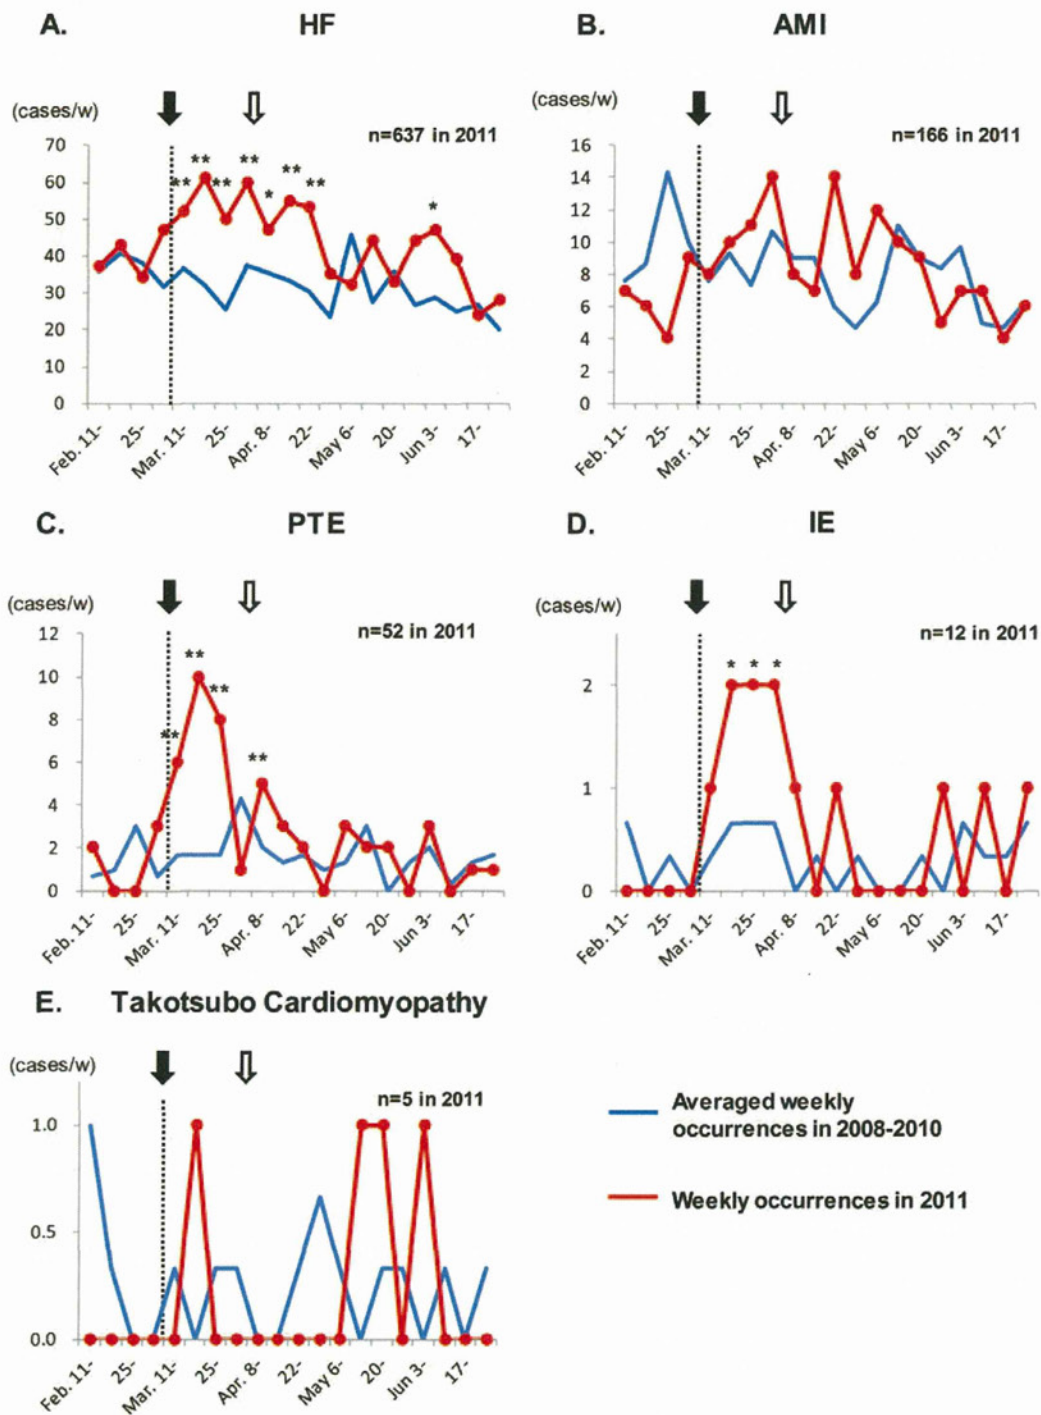 A. HF
(cases/w)
n=637 in 2011
70
60
50
40
30
20
10
0
** ** ** ** * ** ** *
Feb. 11- 25- Mar. 11- 25- Apr. 8- 22- May 6- 20- Jun 3- 17-
B. AMI
(cases/w)
n=166 in 2011
16
14
12
10
8
6
4
2
0
Feb. 11- 25- Mar. 11- 25- Apr. 8- 22- May 6- 20- Jun 3- 17-
C. PTE
(cases/w)
n=52 in 2011
12
10
8
6
4
2
0
** ** ** **
Feb. 11- 25- Mar. 11- 25- Apr. 8- 22- May 6- 20- Jun 3- 17-
D. IE
(cases/w)
n=12 in 2011
2
1
0
* * *
Feb. 11- 25- Mar. 11- 25- Apr. 8- 22- May 6- 20- Jun 3- 17-
E. Takotsubo Cardiomyopathy
(cases/w)
n=5 in 2011
1.0
0.5
0.0
Feb. 11- 25- Mar. 11- 25- Apr. 8- 22- May 6- 20- Jun 3- 17-
Averaged weekly
occurrences in 2008-2010
Weekly occurrences in 2011